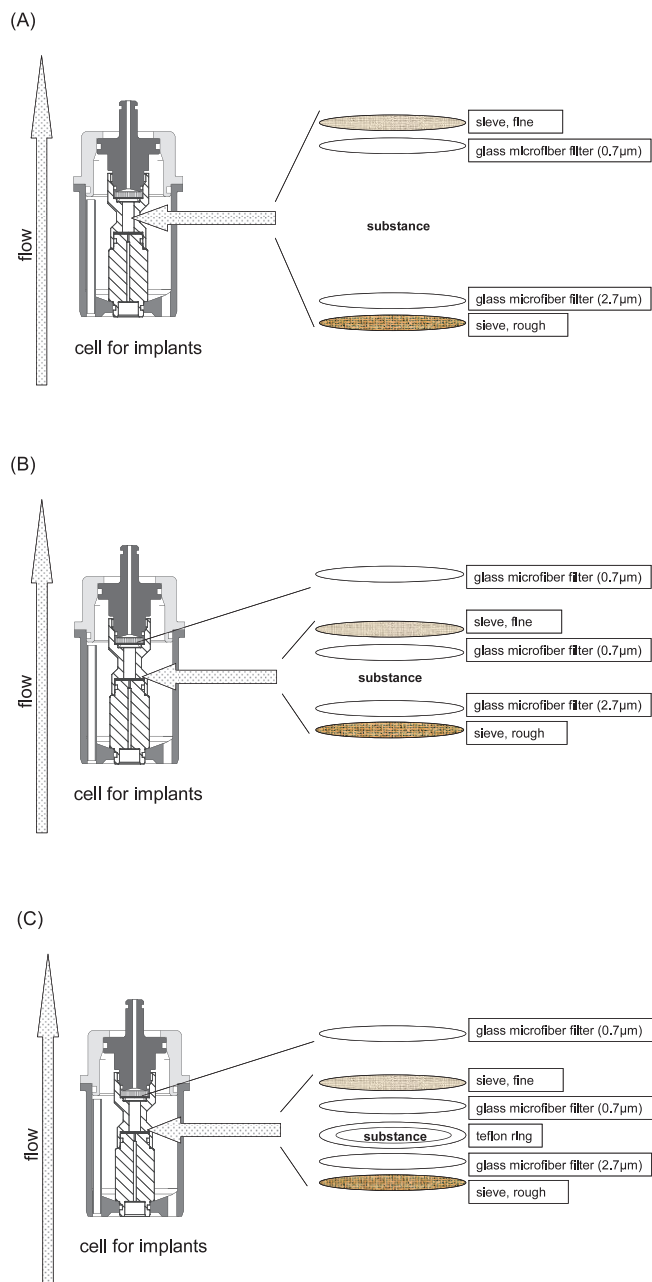 (A)
flow
cell for implants
sieve, fine
glass microfiber filter (0.7µm)
substance
glass microfiber filter (2.7µm)
sieve, rough
(B)
flow
cell for implants
glass microfiber filter (0.7µm)
sieve, fine
glass microfiber filter (0.7µm)
substance
glass microfiber filter (2.7µm)
sieve, rough
(C)
flow
cell for implants
glass microfiber filter (0.7µm)
sieve, fine
glass microfiber filter (0.7µm)
substance
teflon ring
glass microfiber filter (2.7µm)
sieve, rough